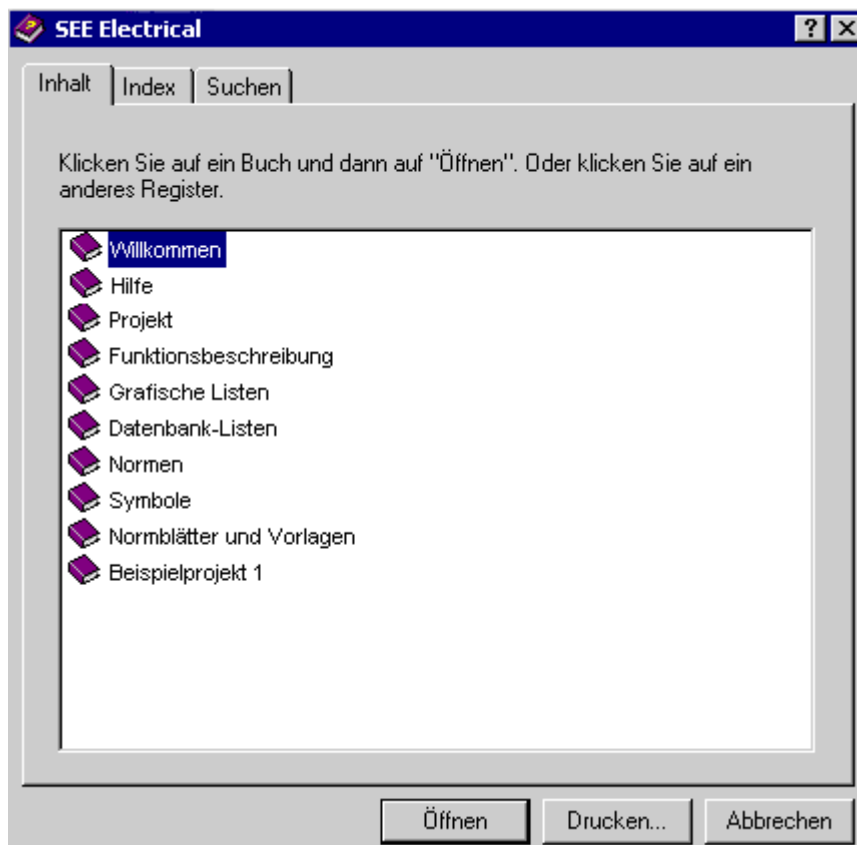 SEE Electrical
Inhalt Index Suchen
Klicken Sie auf ein Buch und dann auf "Öffnen". Oder klicken Sie auf ein
anderes Register.
Willkommen
Hilfe
Projekt
Funktionsbeschreibung
Grafische Listen
Datenbank-Listen
Normen
Symbole
Normblätter und Vorlagen
Beispielprojekt 1
Öffnen Drucken... Abbrechen